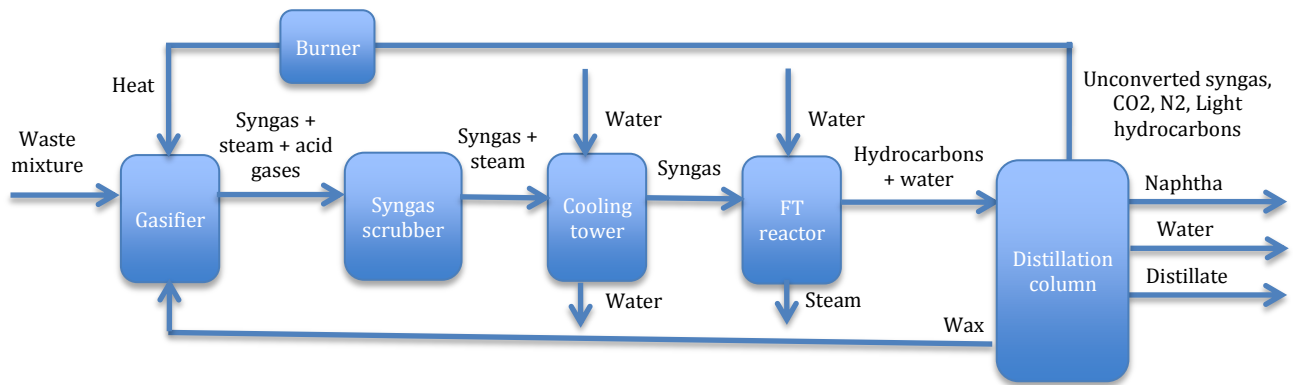 Burner
Heat
Unconverted syngas,
CO2, N2, Light
hydrocarbons
Waste
mixture
Syngas +
steam + acid
gases
Syngas +
steam
Water
Water
Syngas
Hydrocarbons
+ water
Gasifier
Syngas
scrubber
Cooling
tower
FT
reactor
Distillation
column
Naphtha
Water
Distillate
Water
Steam
Wax